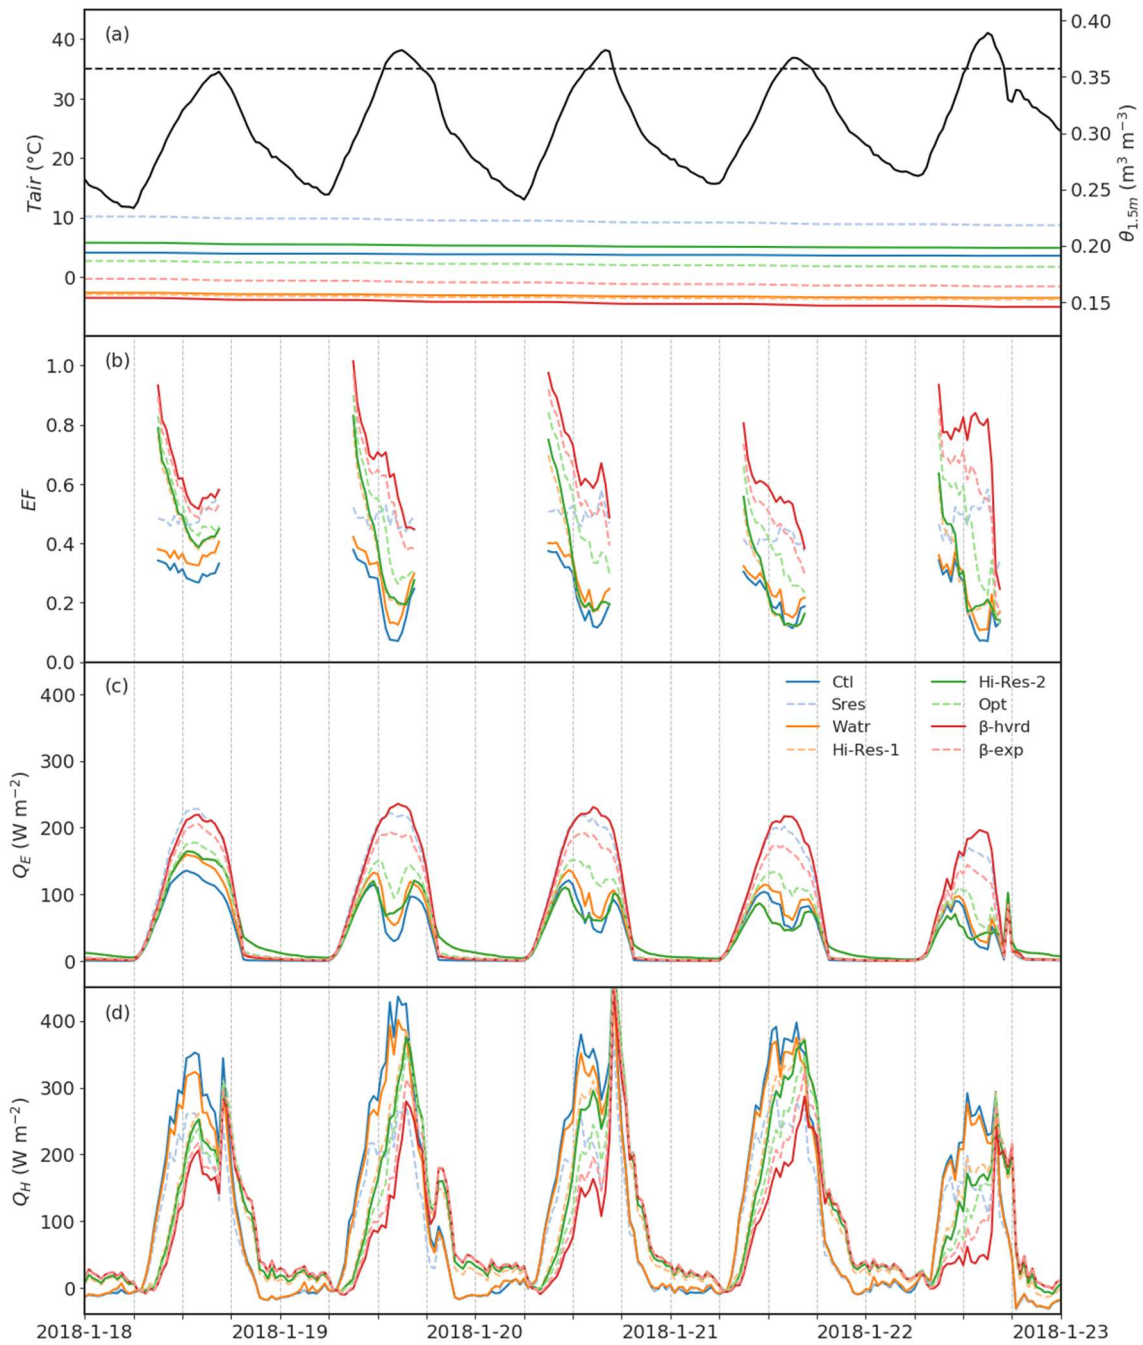 (a)
40
30
20
10
0
Tair (°C)
0.40
0.35
0.30
0.25
0.20
0.15
θ1.5m (m³ m⁻³)
(b)
1.0
0.8
0.6
0.4
0.2
0.0
EF
(c)
400
300
200
100
0
QE (W m⁻²)
Ctl
Sres
Watr
Hi-Res-1
Hi-Res-2
Opt
β-hvrd
β-exp
(d)
400
300
200
100
0
QH (W m⁻²)
2018-1-18 2018-1-19 2018-1-20 2018-1-21 2018-1-22 2018-1-23